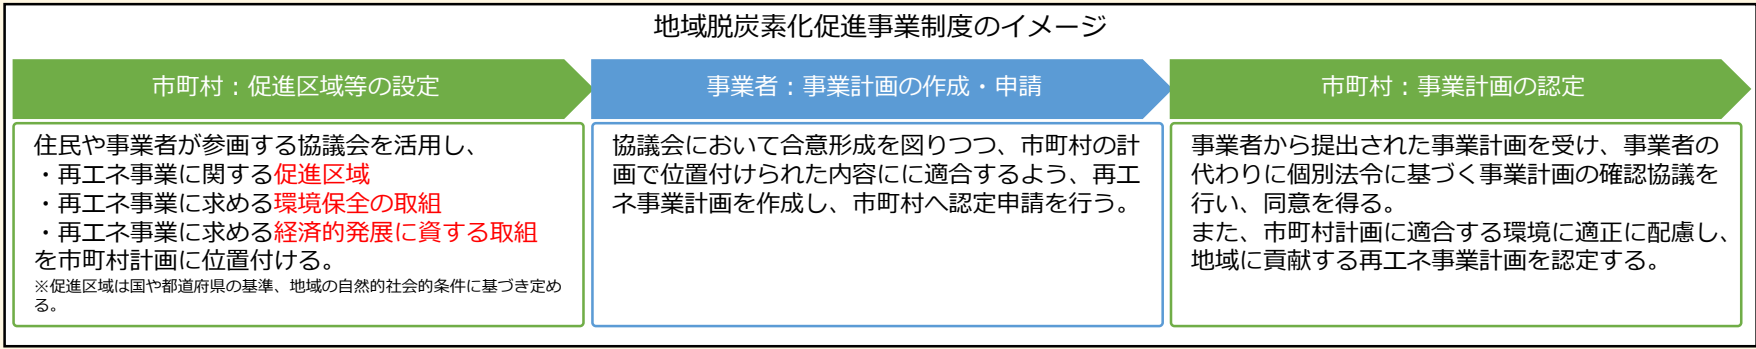 地域脱炭素化促進事業制度のイメージ
市町村：促進区域等の設定
住民や事業者が参画する協議会を活用し、
・再エネ事業に関する促進区域
・再エネ事業に求める環境保全の取組
・再エネ事業に求める経済的発展に資する取組
を市町村計画に位置付ける。
※促進区域は国や都道府県の基準、地域の自然的社会的条件に基づき定め
る。
事業者：事業計画の作成・申請
協議会において合意形成を図りつつ、市町村の計
画で位置付けられた内容にに適合するよう、再エ
ネ事業計画を作成し、市町村へ認定申請を行う。
市町村：事業計画の認定
事業者から提出された事業計画を受け、事業者の
代わりに個別法令に基づく事業計画の確認協議を
行い、同意を得る。
また、市町村計画に適合する環境に適正に配慮し、
地域に貢献する再エネ事業計画を認定する。